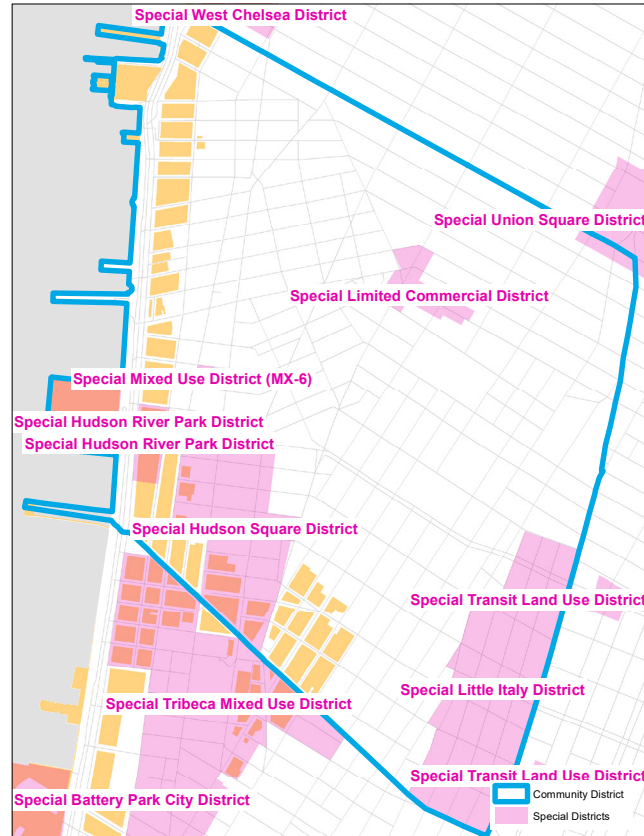 Special West Chelsea District
Special Union Square District
Special Limited Commercial District
Special Mixed Use District (MX-6)
Special Hudson River Park District
Special Hudson River Park District
Special Hudson Square District
Special Transit Land Use District
Special Little Italy District
Special Tribeca Mixed Use District
Special Transit Land Use District
Special Battery Park City District
Community District
Special Districts